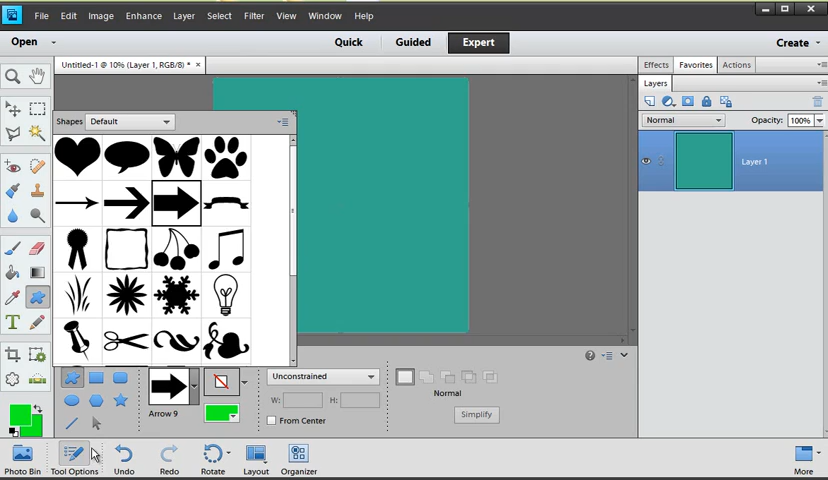 File Edit Image Enhance Layer Select Filter View Window Help
Open Quick Guided Expert Create
Untitled-1 @ 10% (Layer 1, RGB/8) * × Effects Favorites Actions
Layers
Shapes Default Normal Opacity: 100%
Layer 1
Unconstrained
W: H: Normal
Arrow 9 From Center Simplify
Photo Bin Tool Options Undo Redo Rotate Layout Organizer More